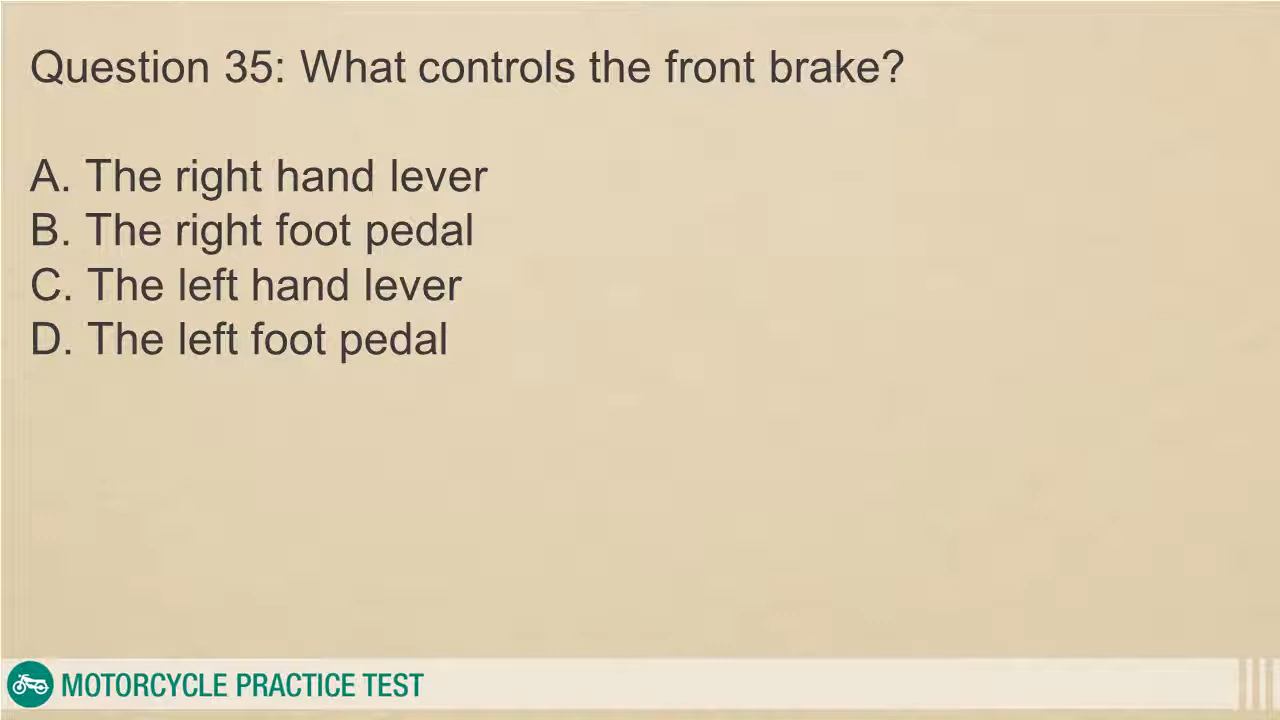 Question 35: What controls the front brake?
A. The right hand lever
B. The right foot pedal
C. The left hand lever
D. The left foot pedal
MOTORCYCLE PRACTICE TEST